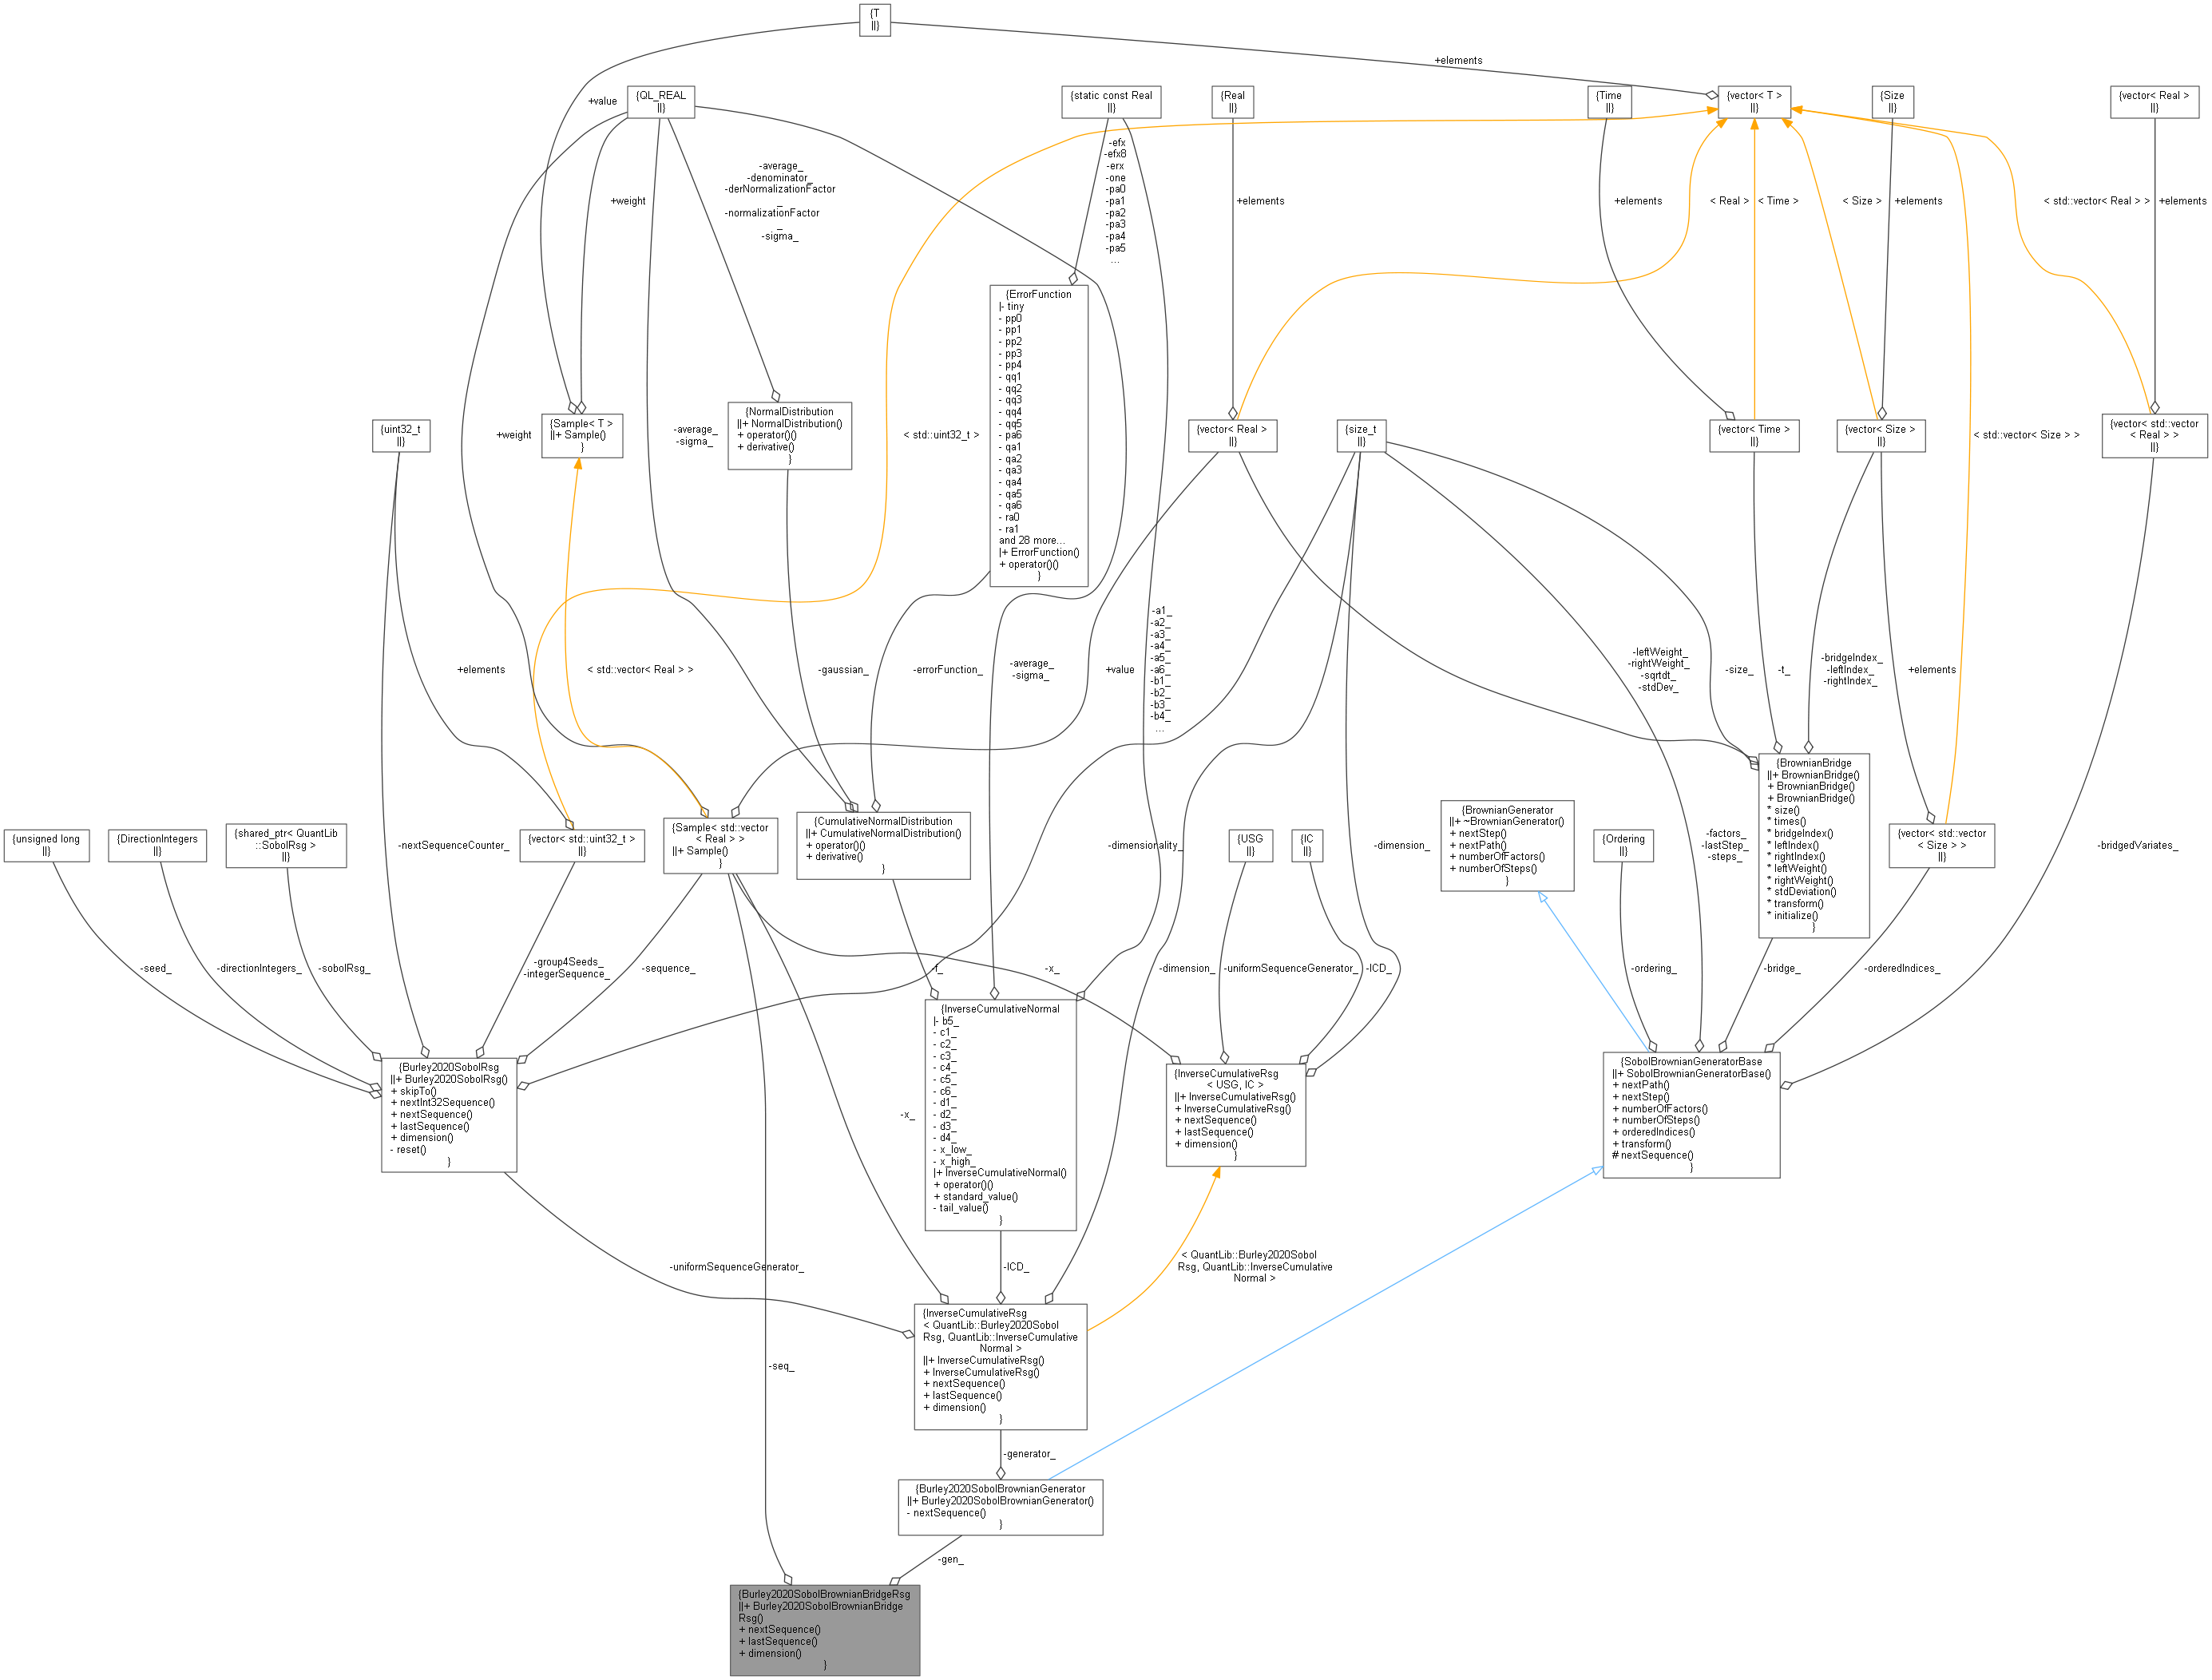 {T
||}
+elements
{QL_REAL
||}
{static const Real
||}
{Real
||}
{Time
||}
{vector< T >
||}
{Size
||}
{vector< Real >
||}
+value
-average_
-denominator_
-derNormalizationFactor
_
-normalizationFactor
_
-sigma_
+weight
-efx
-efx8
-erx
-one
-pa0
-pa1
-pa2
-pa3
-pa4
-pa5
...
+elements
+elements
< Real >
< Time >
< Size >
+elements
< std::vector< Real > >
+elements
{ErrorFunction
|- tiny
- pp0
- pp1
- pp2
- pp3
- pp4
- qq1
- qq2
- qq3
- qq4
- qq5
- pa6
- qa1
- qa2
- qa3
- qa4
- qa5
- qa6
- ra0
- ra1
and 28 more...
|+ ErrorFunction()
+ operator()()
}
{uint32_t
||}
+weight
{Sample< T >
||+ Sample()
}
-average_
-sigma_
{NormalDistribution
||+ NormalDistribution()
+ operator()()
+ derivative()
}
< std::uint32_t >
{vector< Real >
||}
{size_t
||}
{vector< Time >
||}
{vector< Size >
||}
< std::vector< Size > >
{vector< std::vector
< Real > >
||}
+elements
< std::vector< Real > >
-gaussian_
-errorFunction_
-average_
-sigma_
+value
-a1_
-a2_
-a3_
-a4_
-a5_
-a6_
-b1_
-b2_
-b3_
-b4_
...
-leftWeight_
-rightWeight_
-sqrtdt_
-stdDev_
-size_
-t_
-bridgeIndex_
-leftIndex_
-rightIndex_
+elements
{unsigned long
||}
{DirectionIntegers
||}
{shared_ptr< QuantLib
::SobolRsg >
||}
-nextSequenceCounter_
{vector< std::uint32_t >
||}
{Sample< std::vector
< Real > >
||+ Sample()
}
{CumulativeNormalDistribution
||+ CumulativeNormalDistribution()
+ operator()()
+ derivative()
}
-dimensionality_
{USG
||}
{IC
||}
-dimension_
{BrownianGenerator
||+ ~BrownianGenerator()
+ nextStep()
+ nextPath()
+ numberOfFactors()
+ numberOfSteps()
}
{Ordering
||}
-factors_
-lastStep_
-steps_
{BrownianBridge
||+ BrownianBridge()
+ BrownianBridge()
+ BrownianBridge()
* size()
* times()
* bridgeIndex()
* leftIndex()
* rightIndex()
* leftWeight()
* rightWeight()
* stdDeviation()
* transform()
* initialize()
}
{vector< std::vector
< Size > >
||}
-bridgedVariates_
-seed_
-directionIntegers_
-sobolRsg_
-group4Seeds_
-integerSequence_
-sequence_
-f_
-x_
-dimension_
-uniformSequenceGenerator_
-ICD_
-ordering_
-bridge_
-orderedIndices_
{Burley2020SobolRsg
||+ Burley2020SobolRsg()
+ skipTo()
+ nextInt32Sequence()
+ nextSequence()
+ lastSequence()
+ dimension()
- reset()
}
-x_
{InverseCumulativeNormal
|- b5_
- c1_
- c2_
- c3_
- c4_
- c5_
- c6_
- d1_
- d2_
- d3_
- d4_
- x_low_
- x_high_
|+ InverseCumulativeNormal()
+ operator()()
+ standard_value()
- tail_value()
}
{InverseCumulativeRsg
< USG, IC >
||+ InverseCumulativeRsg()
+ InverseCumulativeRsg()
+ nextSequence()
+ lastSequence()
+ dimension()
}
{SobolBrownianGeneratorBase
||+ SobolBrownianGeneratorBase()
+ nextPath()
+ nextStep()
+ numberOfFactors()
+ numberOfSteps()
+ orderedIndices()
+ transform()
# nextSequence()
}
-uniformSequenceGenerator_
-ICD_
< QuantLib::Burley2020Sobol
Rsg, QuantLib::InverseCumulative
Normal >
{InverseCumulativeRsg
< QuantLib::Burley2020Sobol
Rsg, QuantLib::InverseCumulative
Normal >
||+ InverseCumulativeRsg()
+ InverseCumulativeRsg()
+ nextSequence()
+ lastSequence()
+ dimension()
}
-seq_
-generator_
{Burley2020SobolBrownianGenerator
||+ Burley2020SobolBrownianGenerator()
- nextSequence()
}
-gen_
{Burley2020SobolBrownianBridgeRsg
||+ Burley2020SobolBrownianBridge
Rsg()
+ nextSequence()
+ lastSequence()
+ dimension()
}